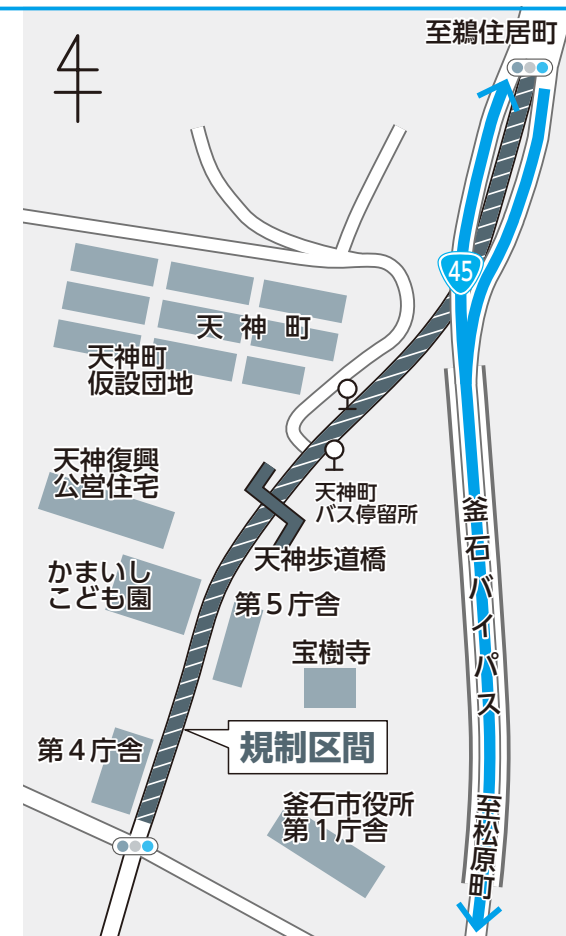 至鵜住居町
45
天神町
天神町
仮設団地
天神復興
公営住宅
天神町
バス停留所
釜石バイパス
天神歩道橋
かまいし
こども園
第5庁舎
宝樹寺
規制区間
第4庁舎
釜石市役所
第1庁舎
至松原町